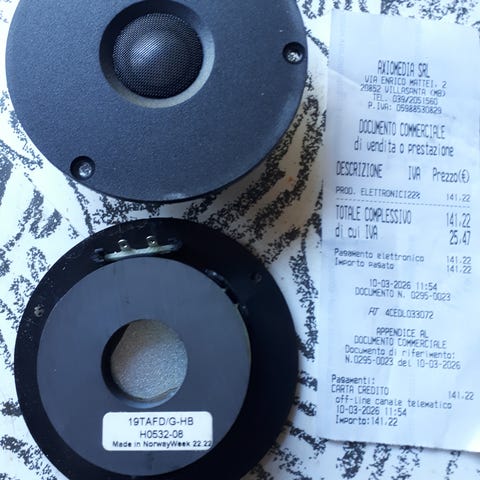 19TAFD/G-HB
H0532-08
Made in Norway Week 22.22
AXIOMEDIA SRL
VIA ENRICO MATTEI, 2
20852 VILLASANTA (MB)
TEL. 039/2051560
P.IVA: 05988530829
DOCUMENTO COMMERCIALE
di vendita o prestazione
DESCRIZIONE IVA Prezzo(€)
PROD. ELETTRONICI 22% 141,22
TOTALE COMPLESSIVO 141,22
di cui IVA 25,47
Pagamento elettronico 141,22
Importo pagato 141,22
10-03-2026 11:54
DOCUMENTO N. 0295-0023
RT 4CEDL033072
APPENDICE AL
DOCUMENTO COMMERCIALE
Documento di riferimento:
N.0295-0023 del 10-03-2026
Pagamenti:
CARTA CREDITO 141,22
off-line canale telematico
10-03-2026 11:54
Importo:141,22